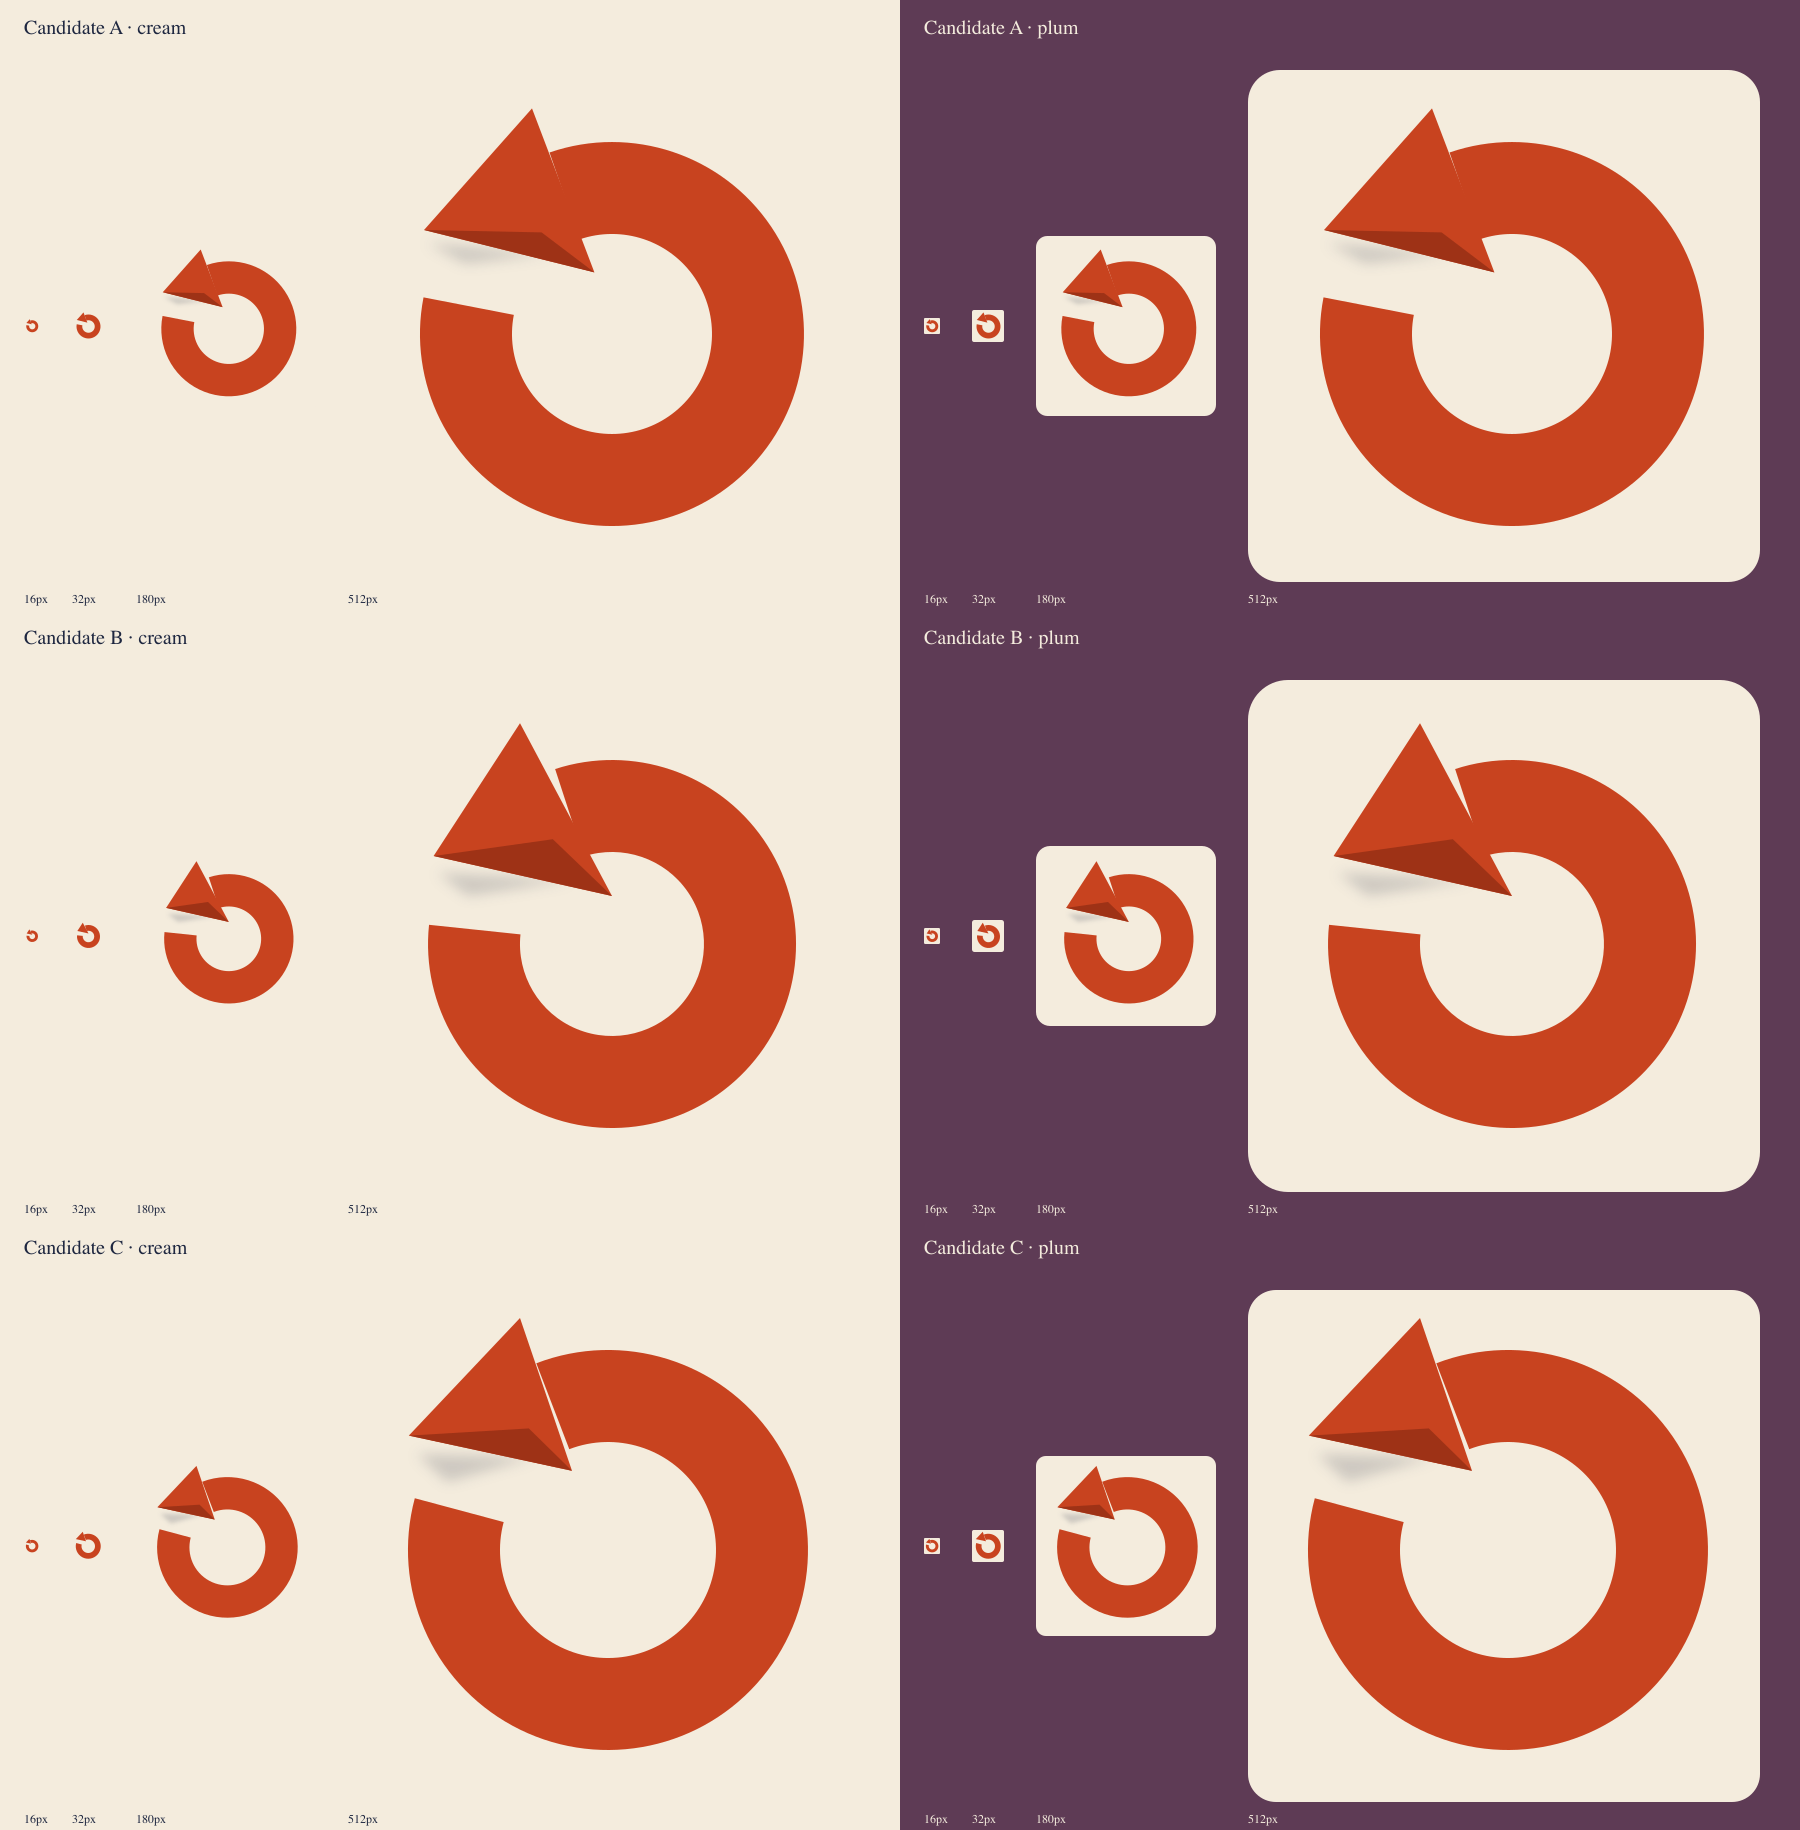 Candidate A · cream
16px 32px 180px 512px
Candidate A · plum
16px 32px 180px 512px
Candidate B · cream
16px 32px 180px 512px
Candidate B · plum
16px 32px 180px 512px
Candidate C · cream
16px 32px 180px 512px
Candidate C · plum
16px 32px 180px 512px